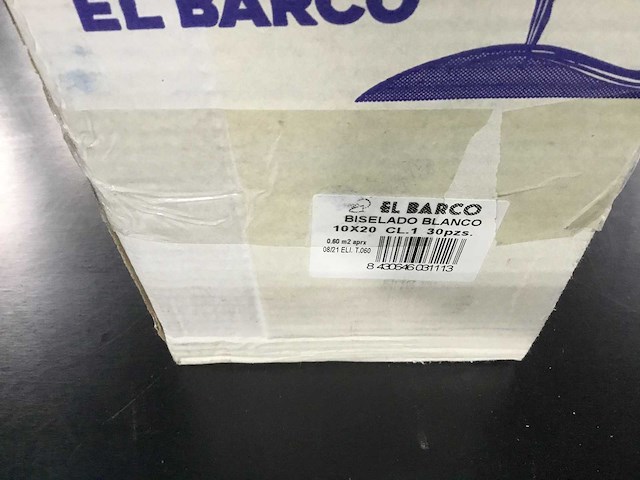 EL BARCO
EL BARCO
BISELADO BLANCO
10X20 CL.1 30pzs.
0.60 m2 aprx
08/21 ELI. T.060
8 430646 031113